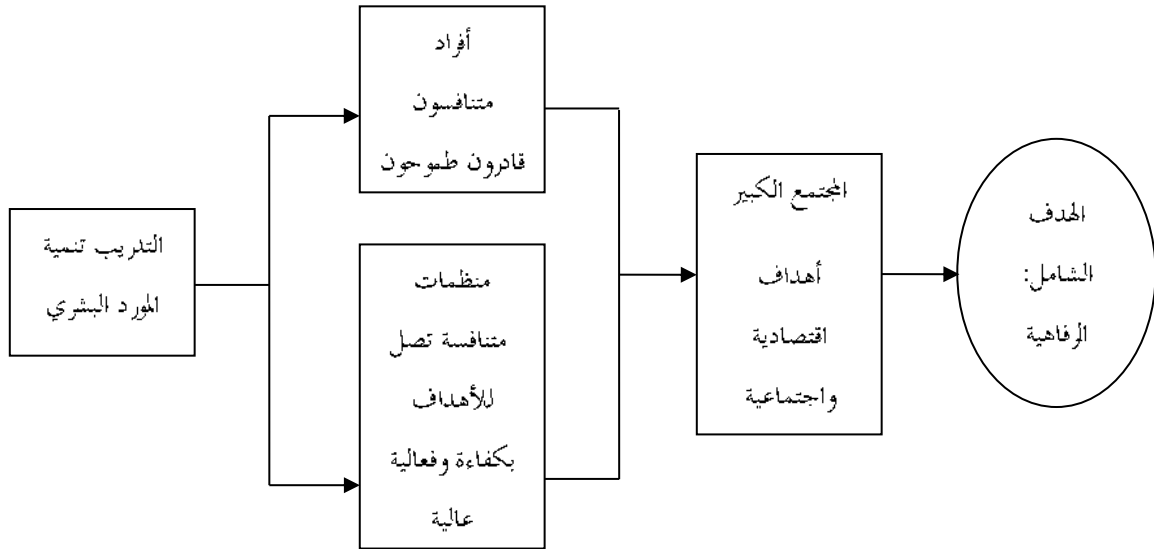 التدريب تنمية
المورد البشري
أفراد
متنافسون
قادرون طموحون
منظمات
متنافسة تصل
للأهداف
بكفاءة وفعالية
عالية
المجتمع الكبير
أهداف
اقتصادية
واجتماعية
الهدف
الشامل:
الرفاهية